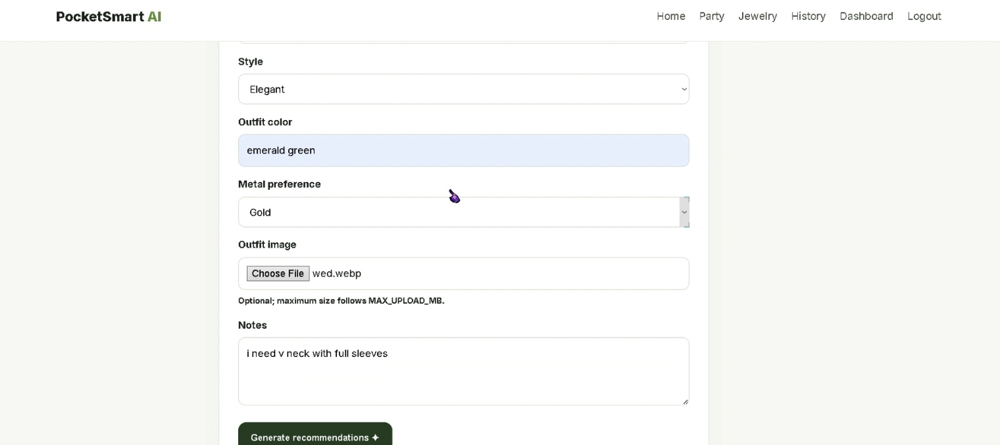 PocketSmart AI
Home Party Jewelry History Dashboard Logout
Style
Elegant
Outfit color
emerald green
Metal preference
Gold
Outfit image
Choose File wed.webp
Optional; maximum size follows MAX_UPLOAD_MB.
Notes
i need v neck with full sleeves
Generate recommendations ✦